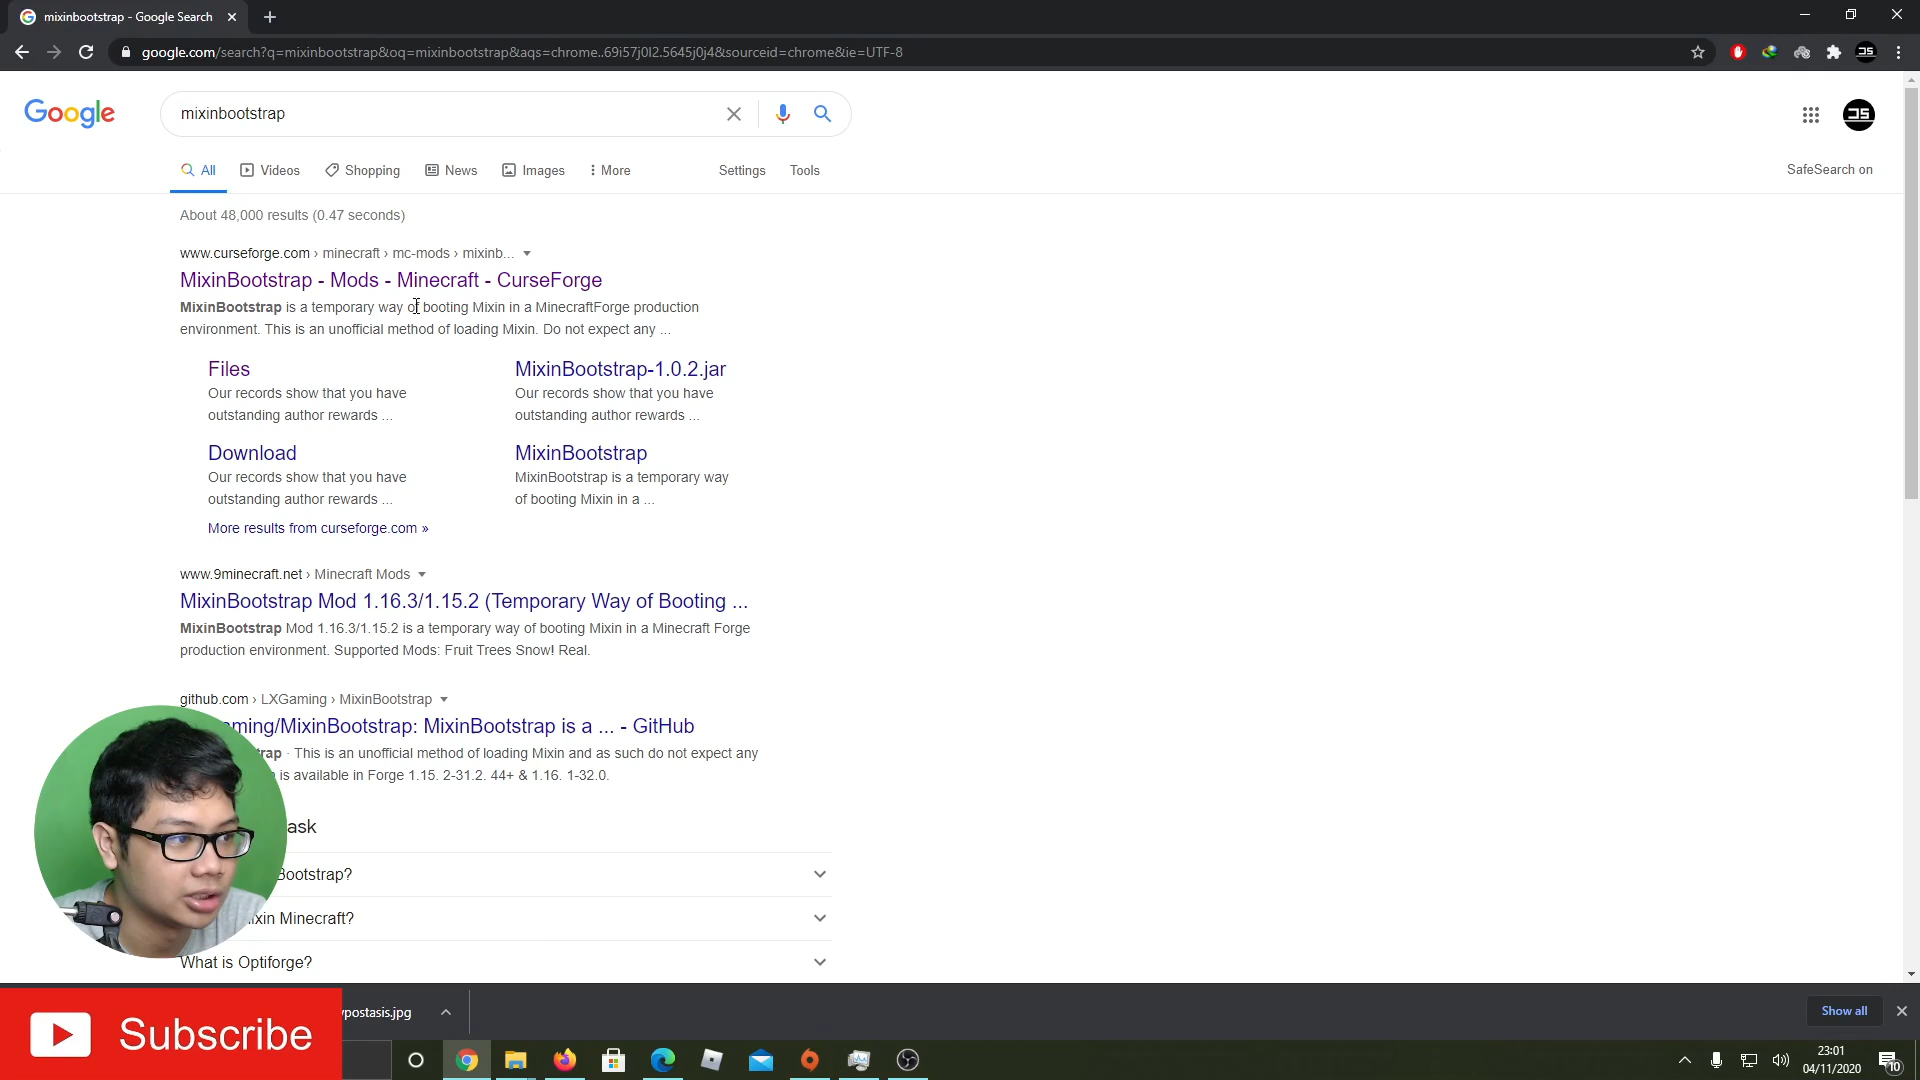 mixinbootstrap - Google Search
google.com/search?q=mixinbootstrap&oq=mixinbootstrap&aqs=chrome..69i57j0l2.5645j0j4&sourceid=chrome&ie=UTF-8
Google
mixinbootstrap
All
Videos
Shopping
News
Images
More
Settings
Tools
SafeSearch on
About 48,000 results (0.47 seconds)
www.curseforge.com › minecraft › mc-mods › mixinb...
MixinBootstrap - Mods - Minecraft - CurseForge
MixinBootstrap is a temporary way of booting Mixin in a MinecraftForge production
environment. This is an unofficial method of loading Mixin. Do not expect any ...
Files
Our records show that you have
outstanding author rewards ...
MixinBootstrap-1.0.2.jar
Our records show that you have
outstanding author rewards ...
Download
Our records show that you have
outstanding author rewards ...
MixinBootstrap
MixinBootstrap is a temporary way
of booting Mixin in a ...
More results from curseforge.com »
www.9minecraft.net › Minecraft Mods
MixinBootstrap Mod 1.16.3/1.15.2 (Temporary Way of Booting ...
MixinBootstrap Mod 1.16.3/1.15.2 is a temporary way of booting Mixin in a Minecraft Forge
production environment. Supported Mods: Fruit Trees Snow! Real.
github.com › LXGaming › MixinBootstrap
ming/MixinBootstrap: MixinBootstrap is a ... - GitHub
trap · This is an unofficial method of loading Mixin and as such do not expect any
is available in Forge 1.15. 2-31.2. 44+ & 1.16. 1-32.0.
ask
Bootstrap?
xin Minecraft?
What is Optiforge?
ypostasis.jpg
Show all
Subscribe
23:01
04/11/2020
10